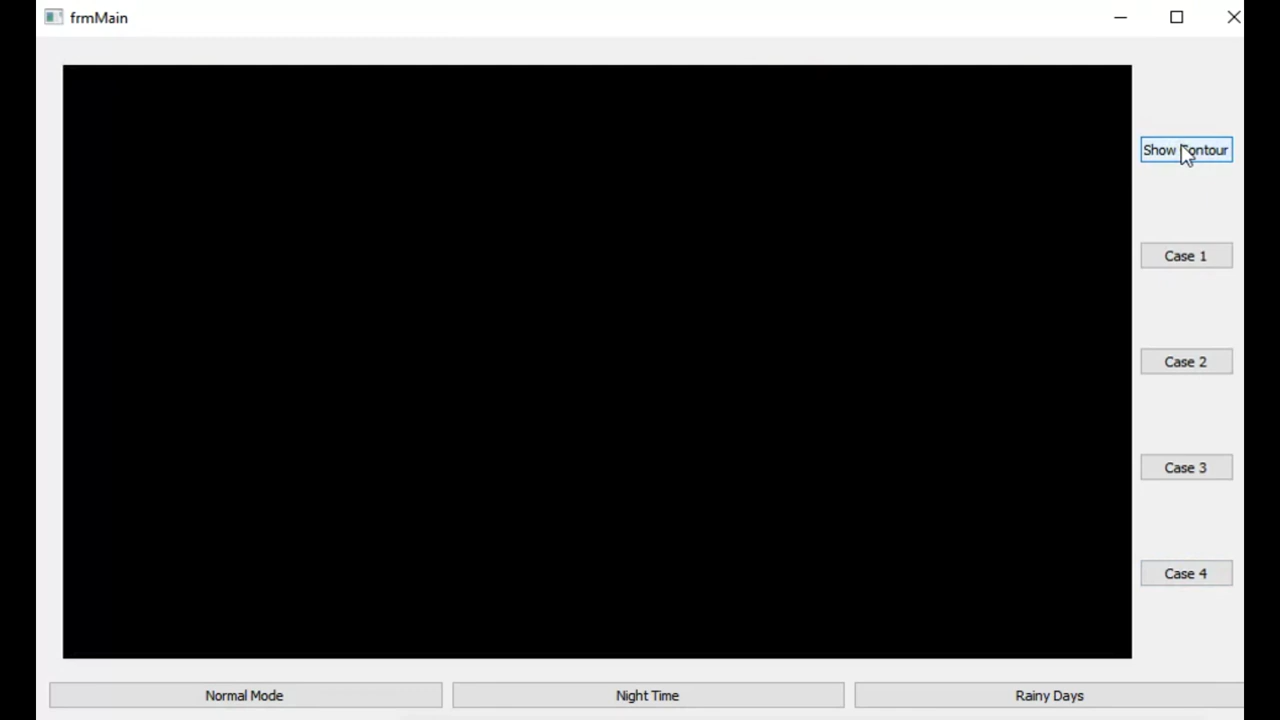 frmMain
Show Contour
Case 1
Case 2
Case 3
Case 4
Normal Mode
Night Time
Rainy Days